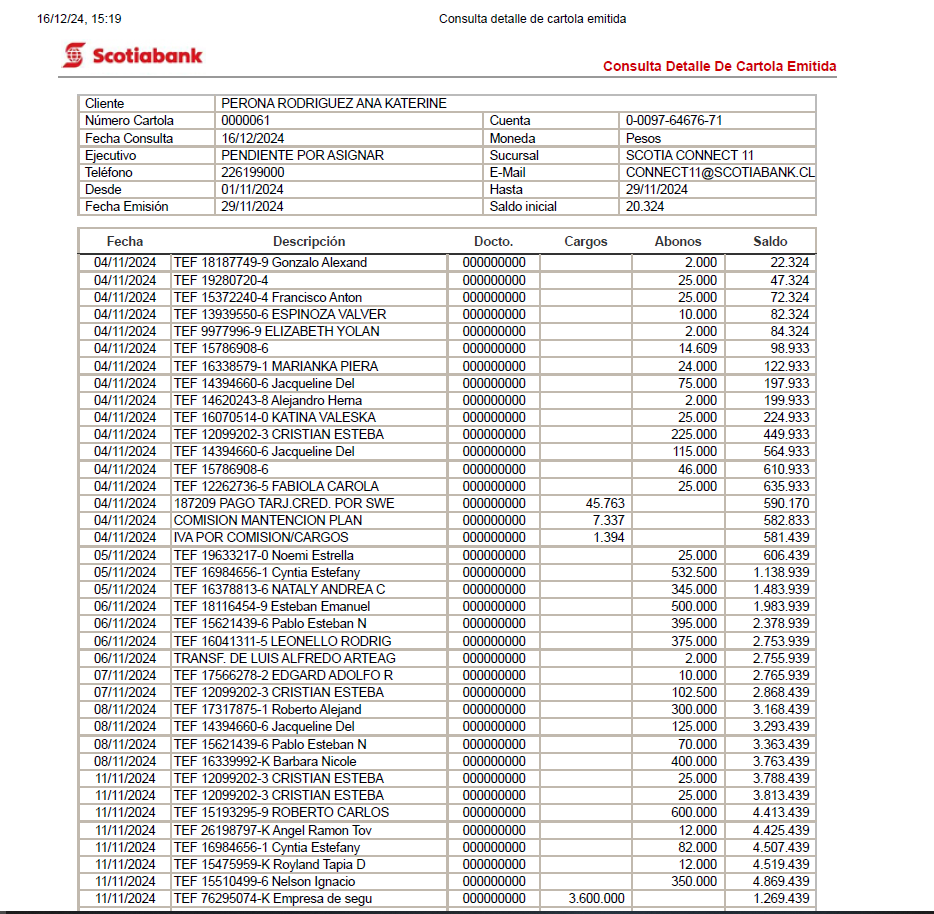 16/12/24, 15:19 Consulta detalle de cartola emitida
Scotiabank
Consulta Detalle De Cartola Emitida
Cliente PERONA RODRIGUEZ ANA KATERINE
Número Cartola 0000061 Cuenta 0-0097-64676-71
Fecha Consulta 16/12/2024 Moneda Pesos
Ejecutivo PENDIENTE POR ASIGNAR Sucursal SCOTIA CONNECT 11
Teléfono 226199000 E-Mail CONNECT11@SCOTIABANK.CL
Desde 01/11/2024 Hasta 29/11/2024
Fecha Emisión 29/11/2024 Saldo inicial 20.324
Fecha Descripción Docto. Cargos Abonos Saldo
04/11/2024 TEF 18187749-9 Gonzalo Alexand 000000000 2.000 22.324
04/11/2024 TEF 19280720-4 000000000 25.000 47.324
04/11/2024 TEF 15372240-4 Francisco Anton 000000000 25.000 72.324
04/11/2024 TEF 13939550-6 ESPINOZA VALVER 000000000 10.000 82.324
04/11/2024 TEF 9977996-9 ELIZABETH YOLAN 000000000 2.000 84.324
04/11/2024 TEF 15786908-6 000000000 14.609 98.933
04/11/2024 TEF 16338579-1 MARIANKA PIERA 000000000 24.000 122.933
04/11/2024 TEF 14394660-6 Jacqueline Del 000000000 75.000 197.933
04/11/2024 TEF 14620243-8 Alejandro Herna 000000000 2.000 199.933
04/11/2024 TEF 16070514-0 KATINA VALESKA 000000000 25.000 224.933
04/11/2024 TEF 12099202-3 CRISTIAN ESTEBA 000000000 225.000 449.933
04/11/2024 TEF 14394660-6 Jacqueline Del 000000000 115.000 564.933
04/11/2024 TEF 15786908-6 000000000 46.000 610.933
04/11/2024 TEF 12262736-5 FABIOLA CAROLA 000000000 25.000 635.933
04/11/2024 187209 PAGO TARJ.CRED. POR SWE 000000000 45.763 590.170
04/11/2024 COMISION MANTENCION PLAN 000000000 7.337 582.833
04/11/2024 IVA POR COMISION/CARGOS 000000000 1.394 581.439
05/11/2024 TEF 19633217-0 Noemi Estrella 000000000 25.000 606.439
05/11/2024 TEF 16984656-1 Cyntia Estefany 000000000 532.500 1.138.939
05/11/2024 TEF 16378813-6 NATALY ANDREA C 000000000 345.000 1.483.939
06/11/2024 TEF 18116454-9 Esteban Emanuel 000000000 500.000 1.983.939
06/11/2024 TEF 15621439-6 Pablo Esteban N 000000000 395.000 2.378.939
06/11/2024 TEF 16041311-5 LEONELLO RODRIG 000000000 375.000 2.753.939
06/11/2024 TRANSF. DE LUIS ALFREDO ARTEAG 000000000 2.000 2.755.939
07/11/2024 TEF 17566278-2 EDGARD ADOLFO R 000000000 10.000 2.765.939
07/11/2024 TEF 12099202-3 CRISTIAN ESTEBA 000000000 102.500 2.868.439
08/11/2024 TEF 17317875-1 Roberto Alejand 000000000 300.000 3.168.439
08/11/2024 TEF 14394660-6 Jacqueline Del 000000000 125.000 3.293.439
08/11/2024 TEF 15621439-6 Pablo Esteban N 000000000 70.000 3.363.439
08/11/2024 TEF 16339992-K Barbara Nicole 000000000 400.000 3.763.439
11/11/2024 TEF 12099202-3 CRISTIAN ESTEBA 000000000 25.000 3.788.439
11/11/2024 TEF 12099202-3 CRISTIAN ESTEBA 000000000 25.000 3.813.439
11/11/2024 TEF 15193295-9 ROBERTO CARLOS 000000000 600.000 4.413.439
11/11/2024 TEF 26198797-K Angel Ramon Tov 000000000 12.000 4.425.439
11/11/2024 TEF 16984656-1 Cyntia Estefany 000000000 82.000 4.507.439
11/11/2024 TEF 15475959-K Royland Tapia D 000000000 12.000 4.519.439
11/11/2024 TEF 15510499-6 Nelson Ignacio 000000000 350.000 4.869.439
11/11/2024 TEF 76295074-K Empresa de segu 000000000 3.600.000 1.269.439